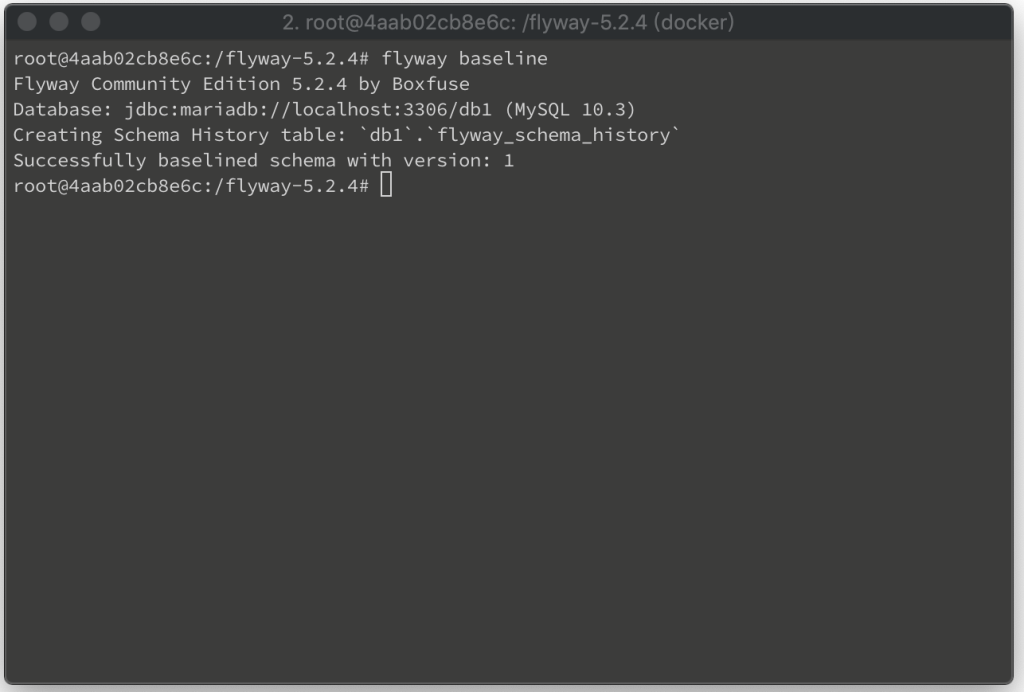 2. root@4aab02cb8e6c: /flyway-5.2.4 (docker)
root@4aab02cb8e6c:/flyway-5.2.4# flyway baseline
Flyway Community Edition 5.2.4 by Boxfuse
Database: jdbc:mariadb://localhost:3306/db1 (MySQL 10.3)
Creating Schema History table: `db1`.`flyway_schema_history`
Successfully baselined schema with version: 1
root@4aab02cb8e6c:/flyway-5.2.4#